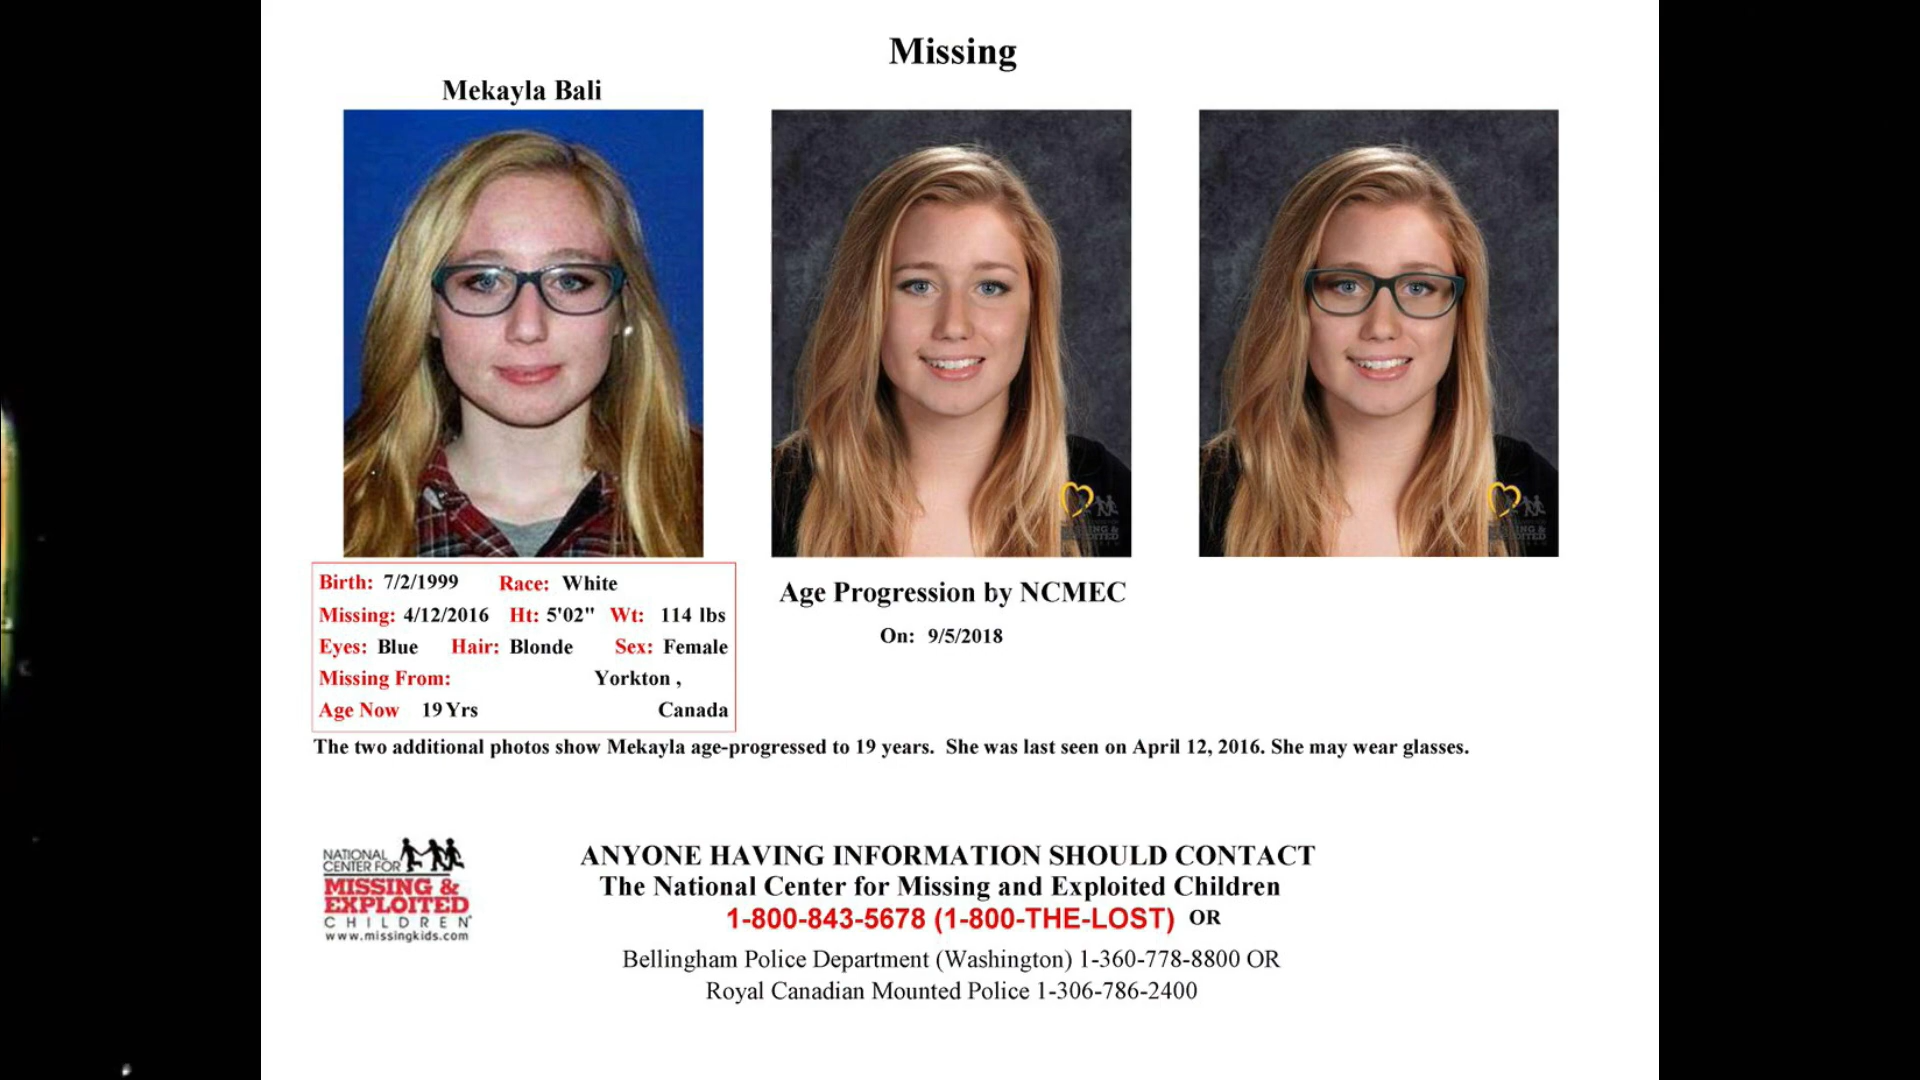 Missing
Mekayla Bali
Birth: 7/2/1999 Race: White
Missing: 4/12/2016 Ht: 5'02" Wt: 114 lbs
Eyes: Blue Hair: Blonde Sex: Female
Missing From: Yorkton ,
Age Now 19 Yrs Canada
Age Progression by NCMEC
On: 9/5/2018
The two additional photos show Mekayla age-progressed to 19 years. She was last seen on April 12, 2016. She may wear glasses.
NATIONAL
CENTER FOR
MISSING &
EXPLOITED
CHILDREN
www.missingkids.com
ANYONE HAVING INFORMATION SHOULD CONTACT
The National Center for Missing and Exploited Children
1-800-843-5678 (1-800-THE-LOST) OR
Bellingham Police Department (Washington) 1-360-778-8800 OR
Royal Canadian Mounted Police 1-306-786-2400